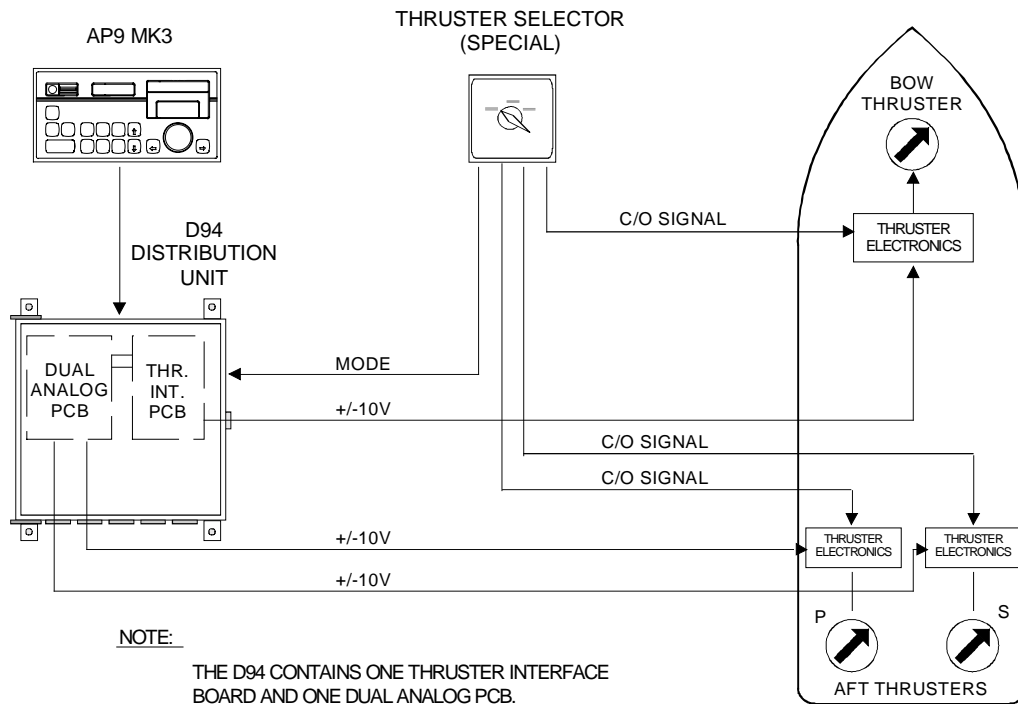 THRUSTER SELECTOR
(SPECIAL)
AP9 MK3
BOW
THRUSTER
C/O SIGNAL
THRUSTER
ELECTRONICS
D94
DISTRIBUTION
UNIT
DUAL
ANALOG
PCB
THR.
INT.
PCB
MODE
+/-10V
C/O SIGNAL
C/O SIGNAL
+/-10V
THRUSTER
ELECTRONICS
THRUSTER
ELECTRONICS
+/-10V
P
S
AFT THRUSTERS
NOTE:
THE D94 CONTAINS ONE THRUSTER INTERFACE
BOARD AND ONE DUAL ANALOG PCB.